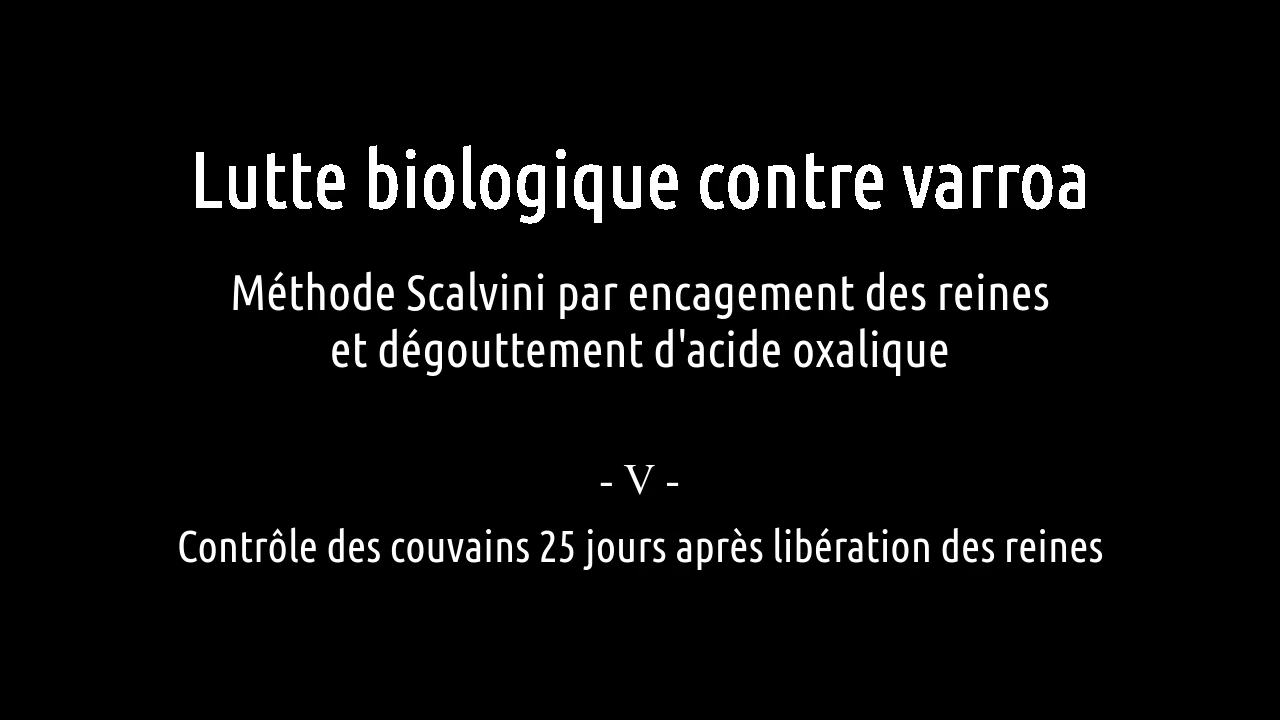 Lutte biologique contre varroa
Méthode Scalvini par encagement des reines
et dégouttement d'acide oxalique
- V -
Contrôle des couvains 25 jours après libération des reines